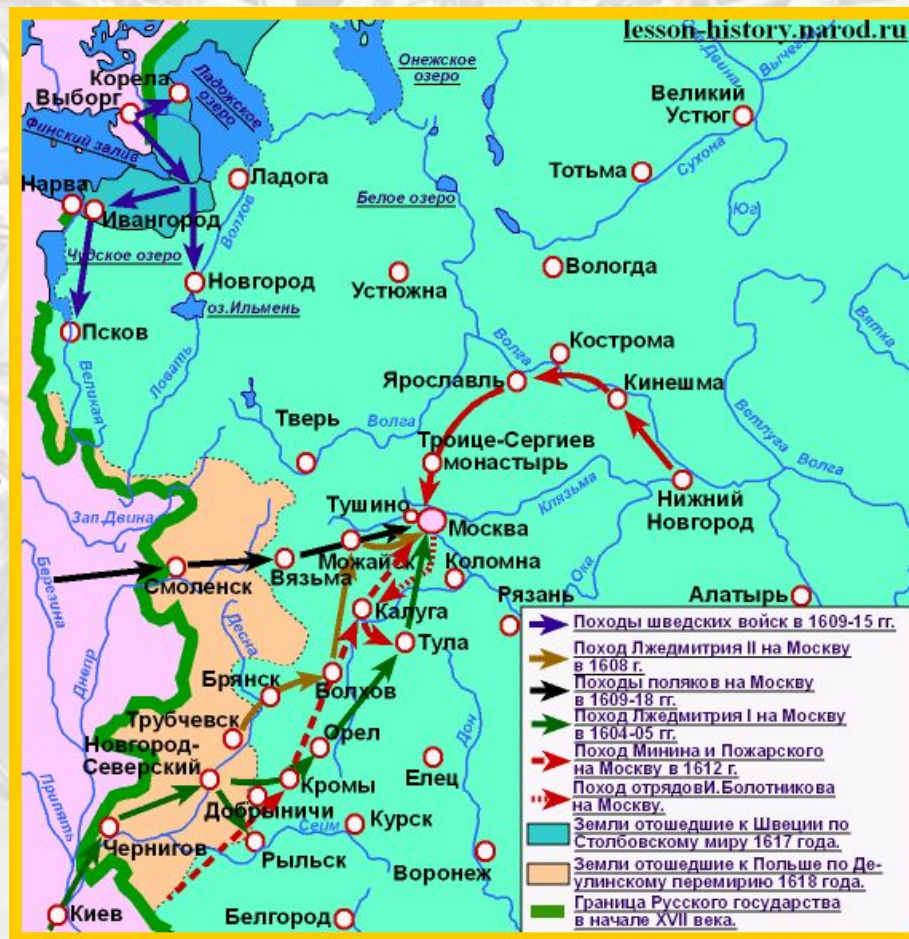 lesson-history.narod.ru
Корела
Выборг
Ладожское
озеро
Онежское
озеро
Финский залив
Вычегда
Великий
Устюг
Сухона
Тотьма
Юг
Нарва
Ивангород
Ладога
Волхов
Белое озеро
Чудское озеро
Новгород
оз.Ильмень
Устюжна
Вологда
Псков
Великая
Ловать
Вятка
Волга
Кострома
Ярославль
Кинешма
Ветлуга
Волга
Тверь
Волга
Троице-Сергиев
монастырь
Нижний
Новгород
Клязьма
Зап.Двина
Тушино
Москва
Можайск
Вязьма
Смоленск
Коломна
Ока
Рязань
Алатырь
Березина
Днепр
Десна
Калуга
Тула
Брянск
Волхов
Трубчевск
Новгород-
Северский
Орел
Дон
Елец
Кромы
Добрыничи
Припять
Чернигов
Рыльск
Сейм
Курск
Воронеж
Киев
Белгород
Походы шведских войск в 1609-15 гг.
Поход Лжедмитрия II на Москву
в 1608 г.
Походы поляков на Москву
в 1609-18 гг.
Поход Лжедмитрия I на Москву
в 1604-05 гг.
Поход Минина и Пожарского
на Москву в 1612 г.
Поход отрядовИ.Болотникова
на Москву.
Земли отошедшие к Швеции по
Столбовскому миру 1617 года.
Земли отошедшие к Польше по Де-
улинскому перемирию 1618 года.
Граница Русского государства
в начале XVII века.